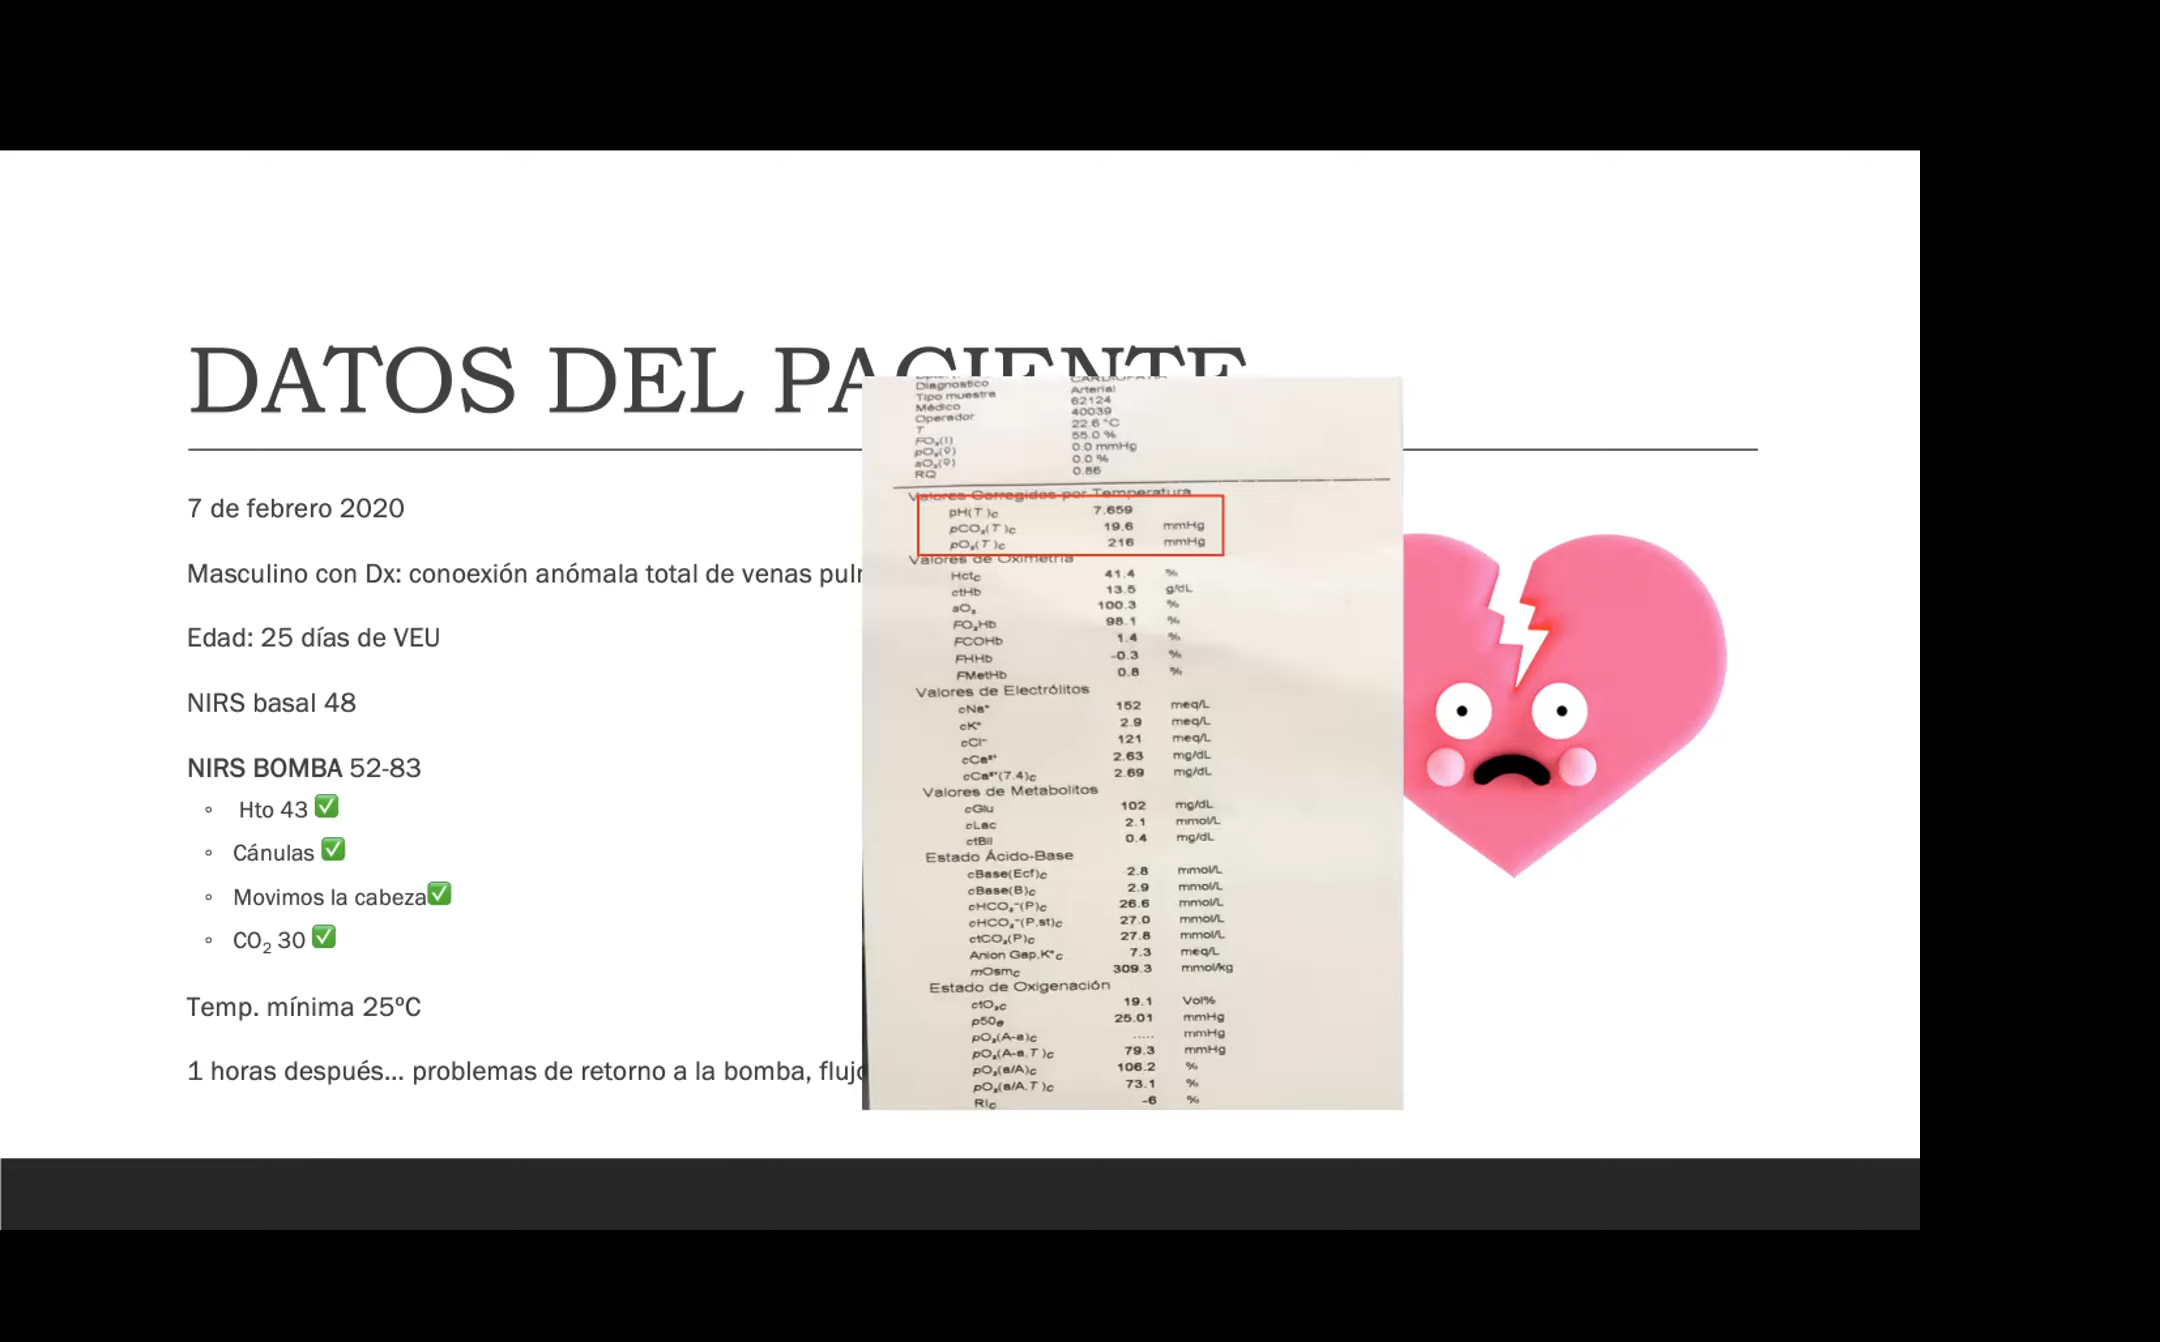 DATOS DEL PACIENTE
7 de febrero 2020
Masculino con Dx: conoexión anómala total de venas pulr
Edad: 25 días de VEU
NIRS basal 48
NIRS BOMBA 52-83
Hto 43 ✅
Cánulas ✅
Movimos la cabeza✅
CO₂ 30 ✅
Temp. mínima 25ºC
1 horas después... problemas de retorno a la bomba, flujo
Diagnostico CARDIOPATIA
Tipo muestra Arterial
Médico 62124
Operador 40039
T 22.6 °C
FO₂(I) 55.0 %
pO₂(0) 0.0 mmHg
sO₂(0) 0.0 %
RQ 0.86
Valores Corregidos por Temperatura
pH(T)c 7.659
pCO₂(T)c 19.6 mmHg
pO₂(T)c 216 mmHg
Valores de Oximetría
Hctc 41.4 %
ctHb 13.5 g/dL
sO₂ 100.3 %
FO₂Hb 98.1 %
FCOHb 1.4 %
FHHb -0.3 %
FMetHb 0.8 %
Valores de Electrólitos
cNa⁺ 152 meq/L
cK⁺ 2.9 meq/L
cCl⁻ 121 meq/L
cCa²⁺ 2.63 mg/dL
cCa²⁺(7.4)c 2.69 mg/dL
Valores de Metabolitos
cGlu 102 mg/dL
cLac 2.1 mmol/L
ctBil 0.4 mg/dL
Estado Ácido-Base
cBase(Ecf)c 2.8 mmol/L
cBase(B)c 2.9 mmol/L
cHCO₃⁻(P)c 26.6 mmol/L
cHCO₃⁻(P,st)c 27.0 mmol/L
ctCO₂(P)c 27.8 mmol/L
Anion Gap,K⁺c 7.3 meq/L
mOsmc 309.3 mmol/kg
Estado de Oxigenación
ctO₂c 19.1 Vol%
p50e 25.01 mmHg
pO₂(A-a)c ..... mmHg
pO₂(A-a,T)c 79.3 mmHg
pO₂(a/A)c 106.2 %
pO₂(a/A,T)c 73.1 %
RIc -6 %